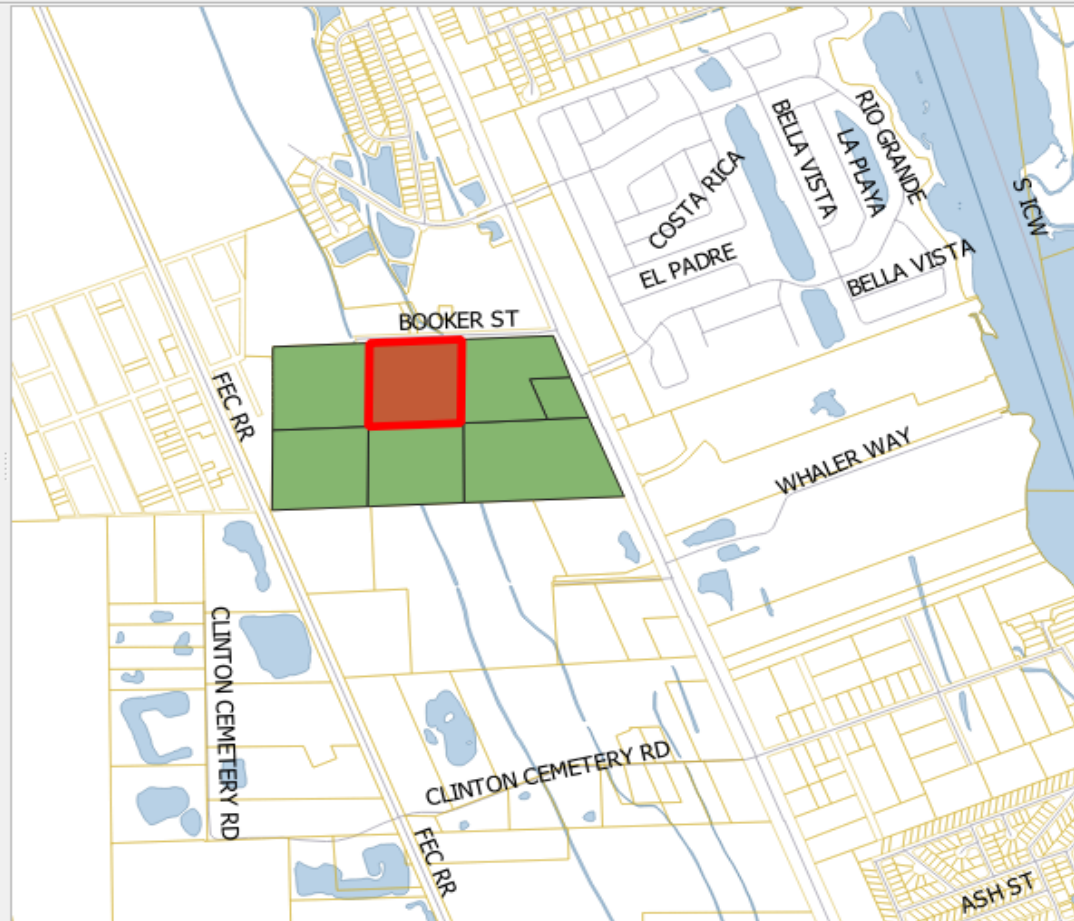 RIO GRANDE
BELLA VISTA
LA PLAYA
COSTA RICA
S ICW
EL PADRE
BELLA VISTA
BOOKER ST
FEC RR
WHALER WAY
CLINTON CEMETERY RD
CLINTON CEMETERY RD
FEC RR
ASH ST